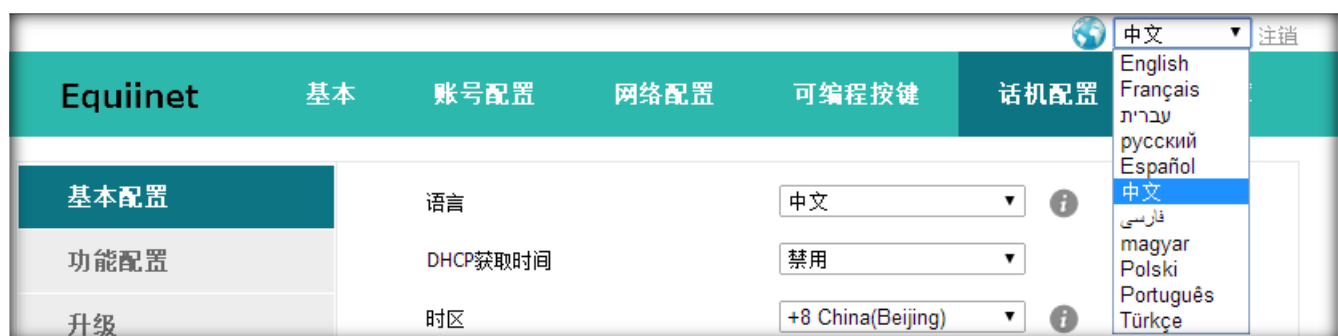 中文 注销
Equiinet 基本 账号配置 网络配置 可编程按键 话机配置
English
Français
עברית
русский
Español
中文
فارسی
magyar
Polski
Português
Türkçe
基本配置
功能配置
升级
语言 中文
DHCP获取时间 禁用
时区 +8 China(Beijing)